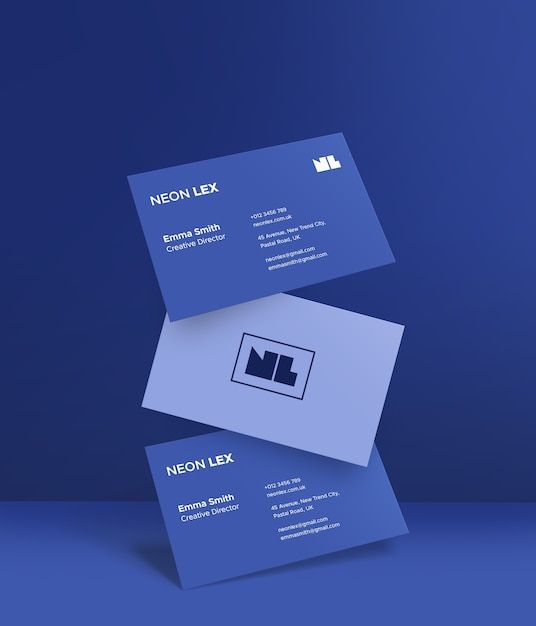 NEON LEX
NL
Emma Smith
Creative Director
+012 3456 789
neonlex.com.uk
45 Avenue, New Trend City,
Pastal Road, UK
neonlex@gmail.com
emmasmith@gmail.com
NL
NEON LEX
Emma Smith
Creative Director
+012 3456 789
neonlex.com.uk
45 Avenue, New Trend City,
Pastal Road, UK
neonlex@gmail.com
emmasmith@gmail.com